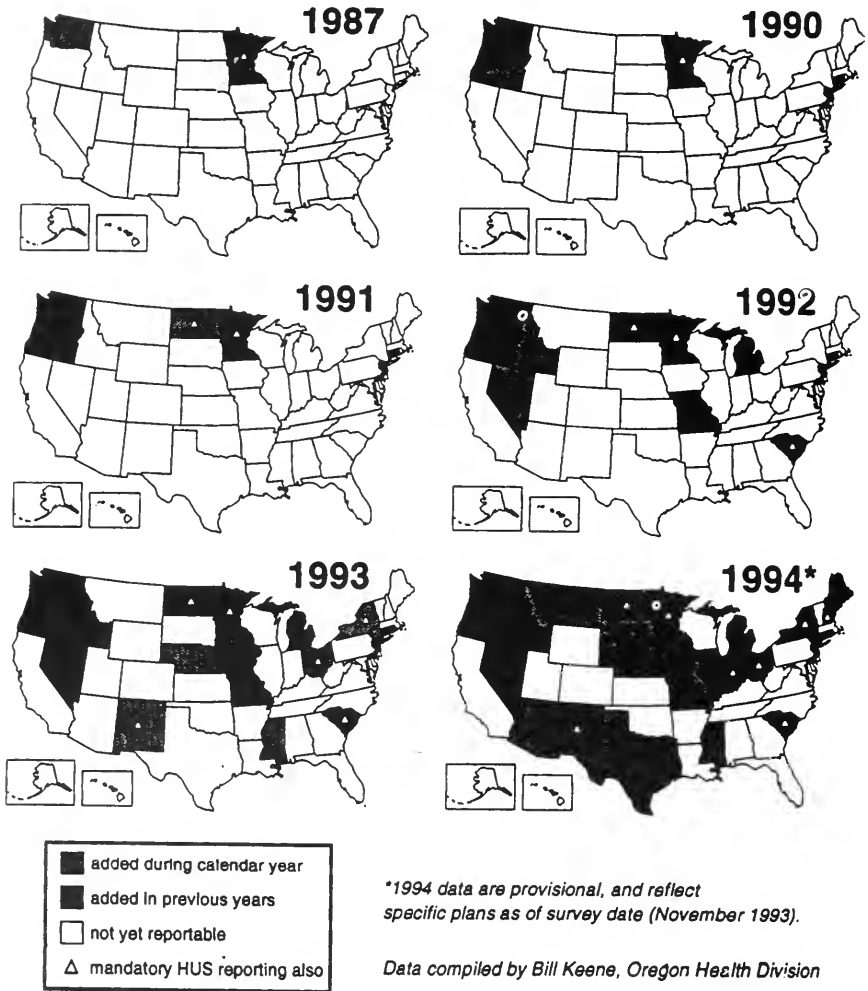 1987
1990
1991
1992
1993
1994*
added during calendar year
added in previous years
not yet reportable
△ mandatory HUS reporting also
*1994 data are provisional, and reflect
specific plans as of survey date (November 1993).
Data compiled by Bill Keene, Oregon Health Division